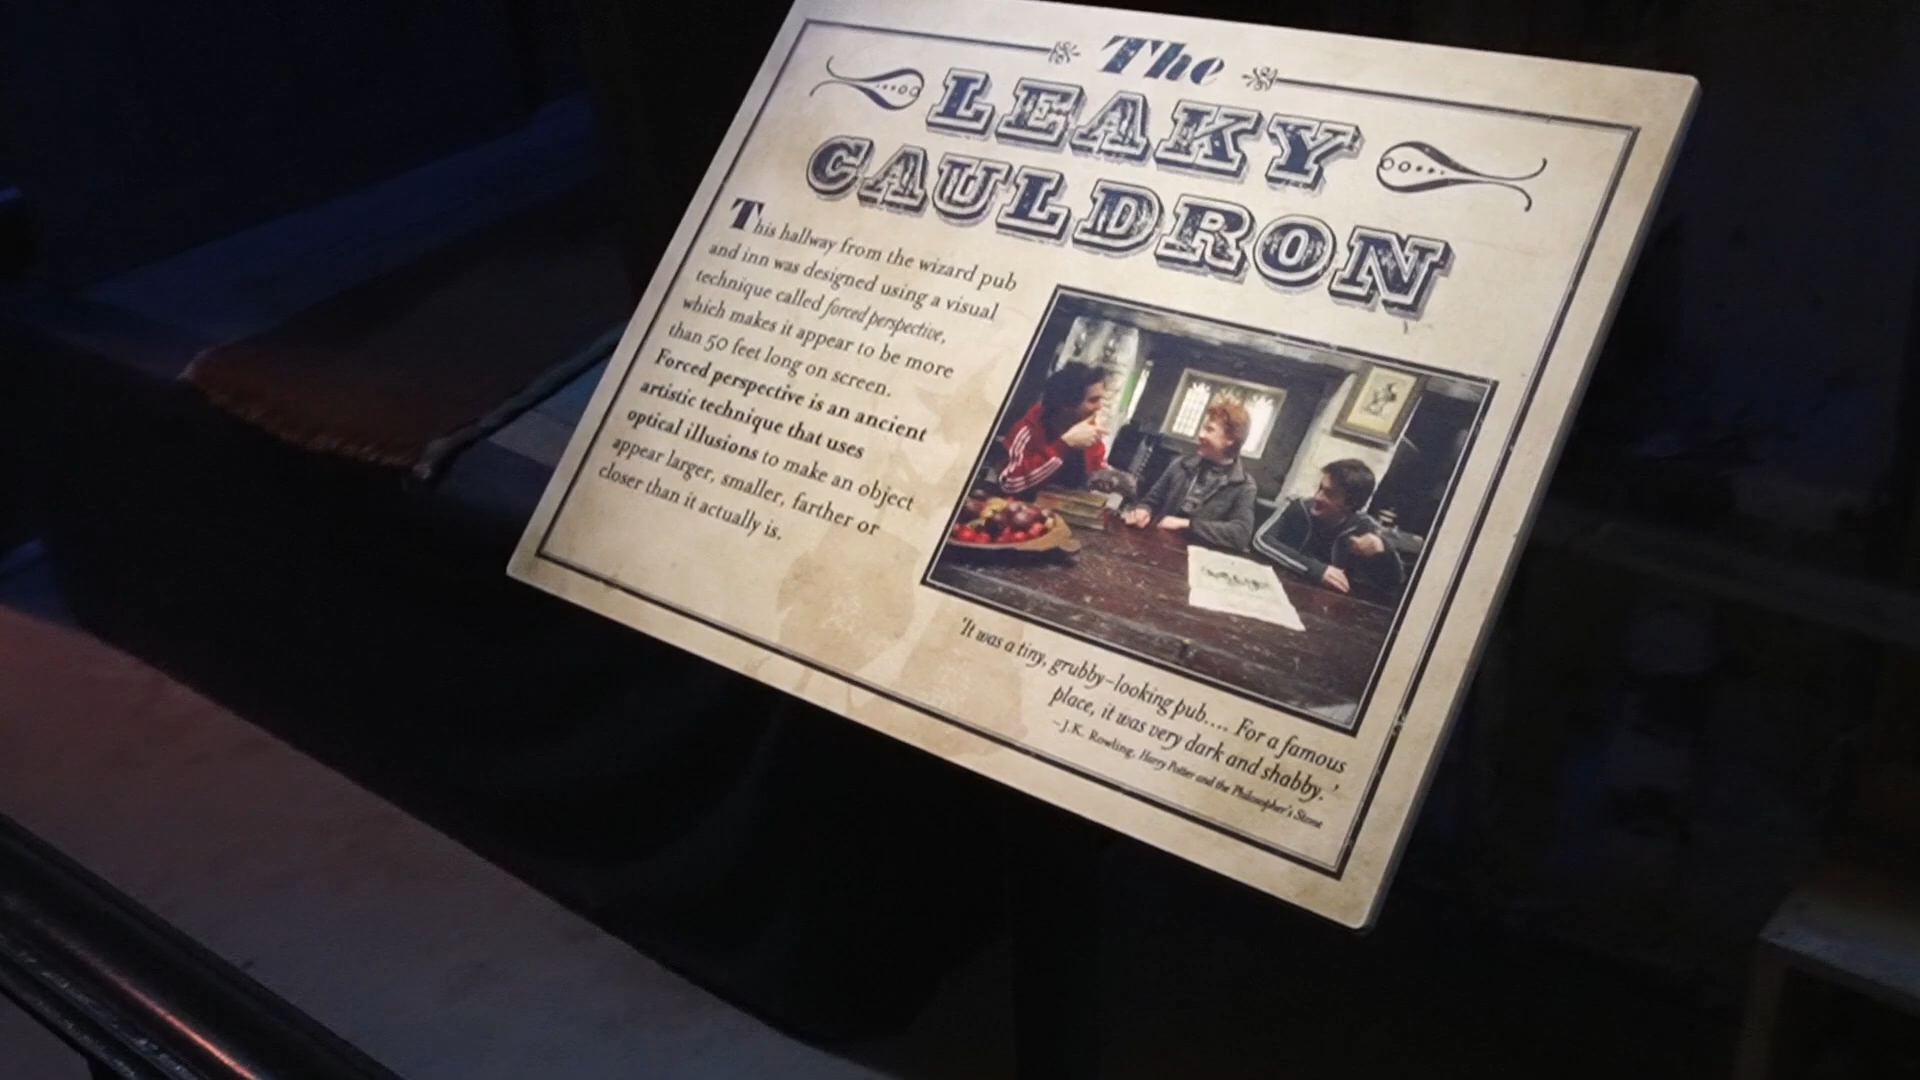 The
LEAKY
CAULDRON
This hallway from the wizard pub
and inn was designed using a visual
technique called forced perspective,
which makes it appear to be more
than 50 feet long on screen.
Forced perspective is an ancient
artistic technique that uses
optical illusions to make an object
appear larger, smaller, farther or
closer than it actually is.
'It was a tiny, grubby-looking pub.... For a famous
place, it was very dark and shabby.'
–J.K. Rowling, Harry Potter and the Philosopher's Stone